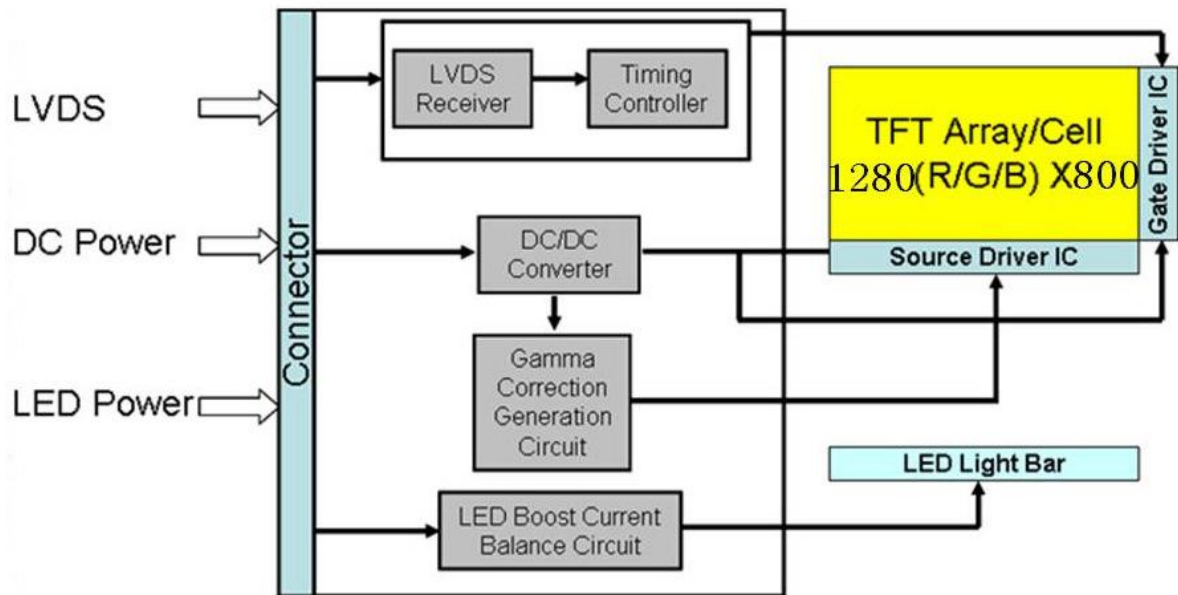 LVDS
DC Power
LED Power
Connector
LVDS
Receiver
Timing
Controller
DC/DC
Converter
Gamma
Correction
Generation
Circuit
LED Boost Current
Balance Circuit
TFT Array/Cell
1280(R/G/B) X800
Gate Driver IC
Source Driver IC
LED Light Bar